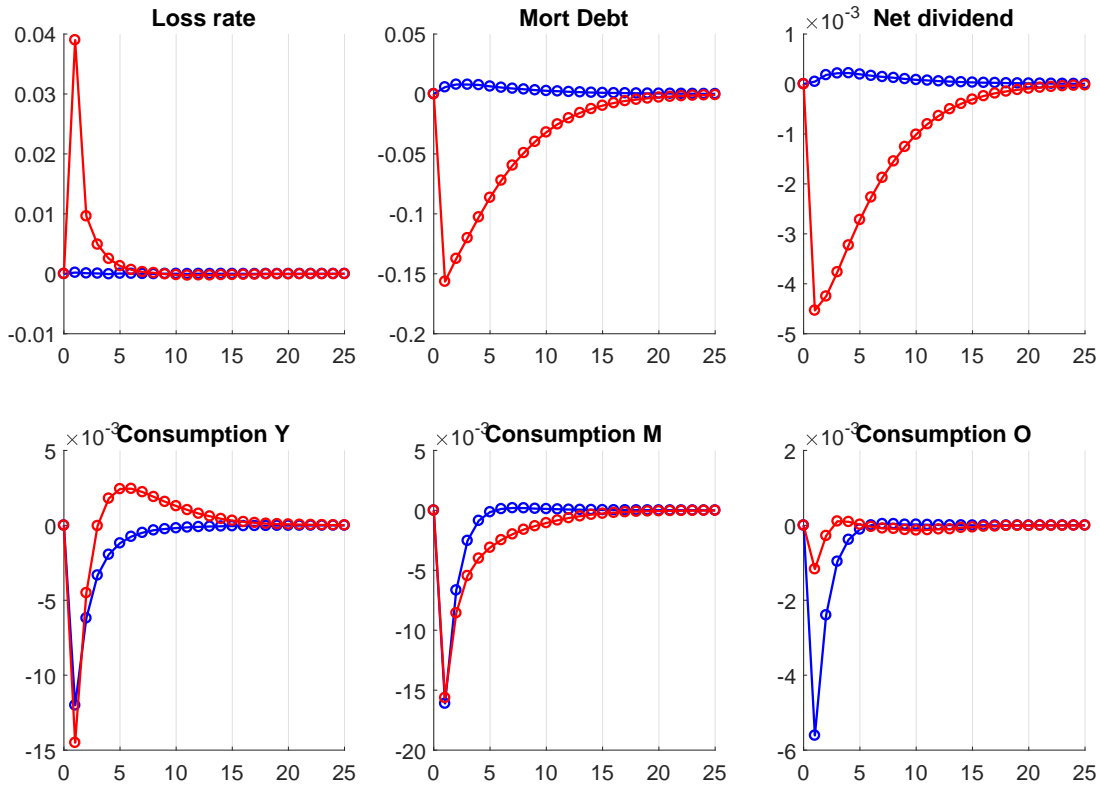 Loss rate
0.04
0.03
0.02
0.01
0
-0.01
0 5 10 15 20 25
Mort Debt
0.05
0
-0.05
-0.1
-0.15
-0.2
0 5 10 15 20 25
×10⁻³ Net dividend
1
0
-1
-2
-3
-4
-5
0 5 10 15 20 25
×10⁻³ Consumption Y
5
0
-5
-10
-15
0 5 10 15 20 25
×10⁻³ Consumption M
5
0
-5
-10
-15
-20
0 5 10 15 20 25
×10⁻³ Consumption O
2
0
-2
-4
-6
0 5 10 15 20 25